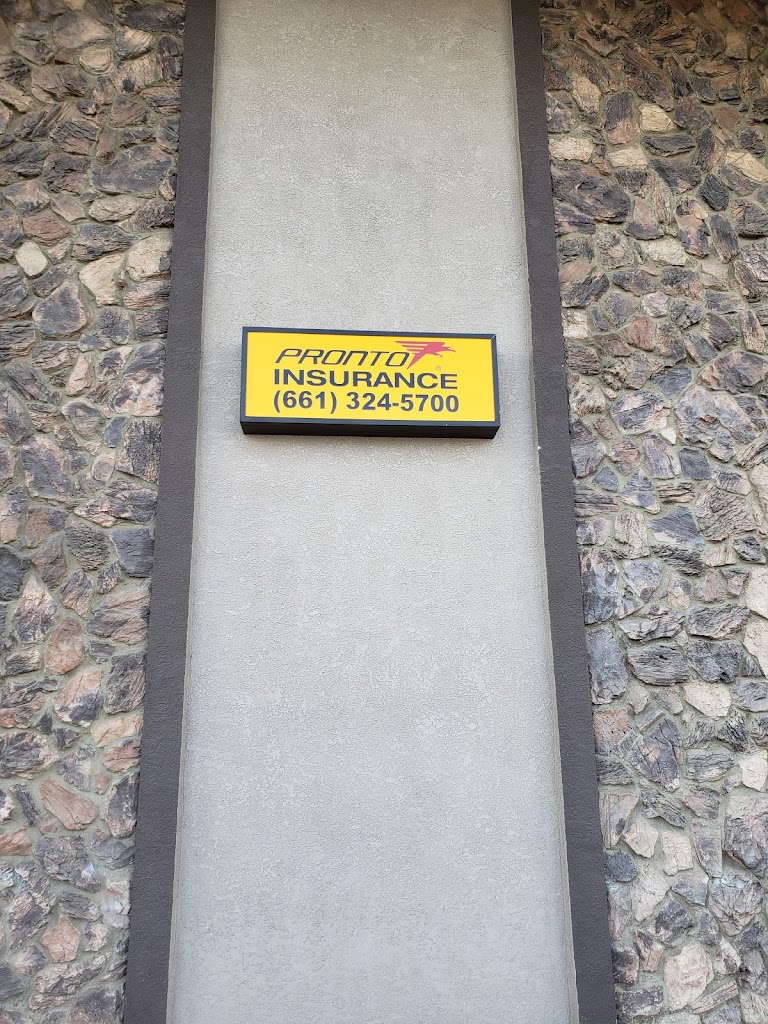 PRONTO
INSURANCE
(661) 324-5700